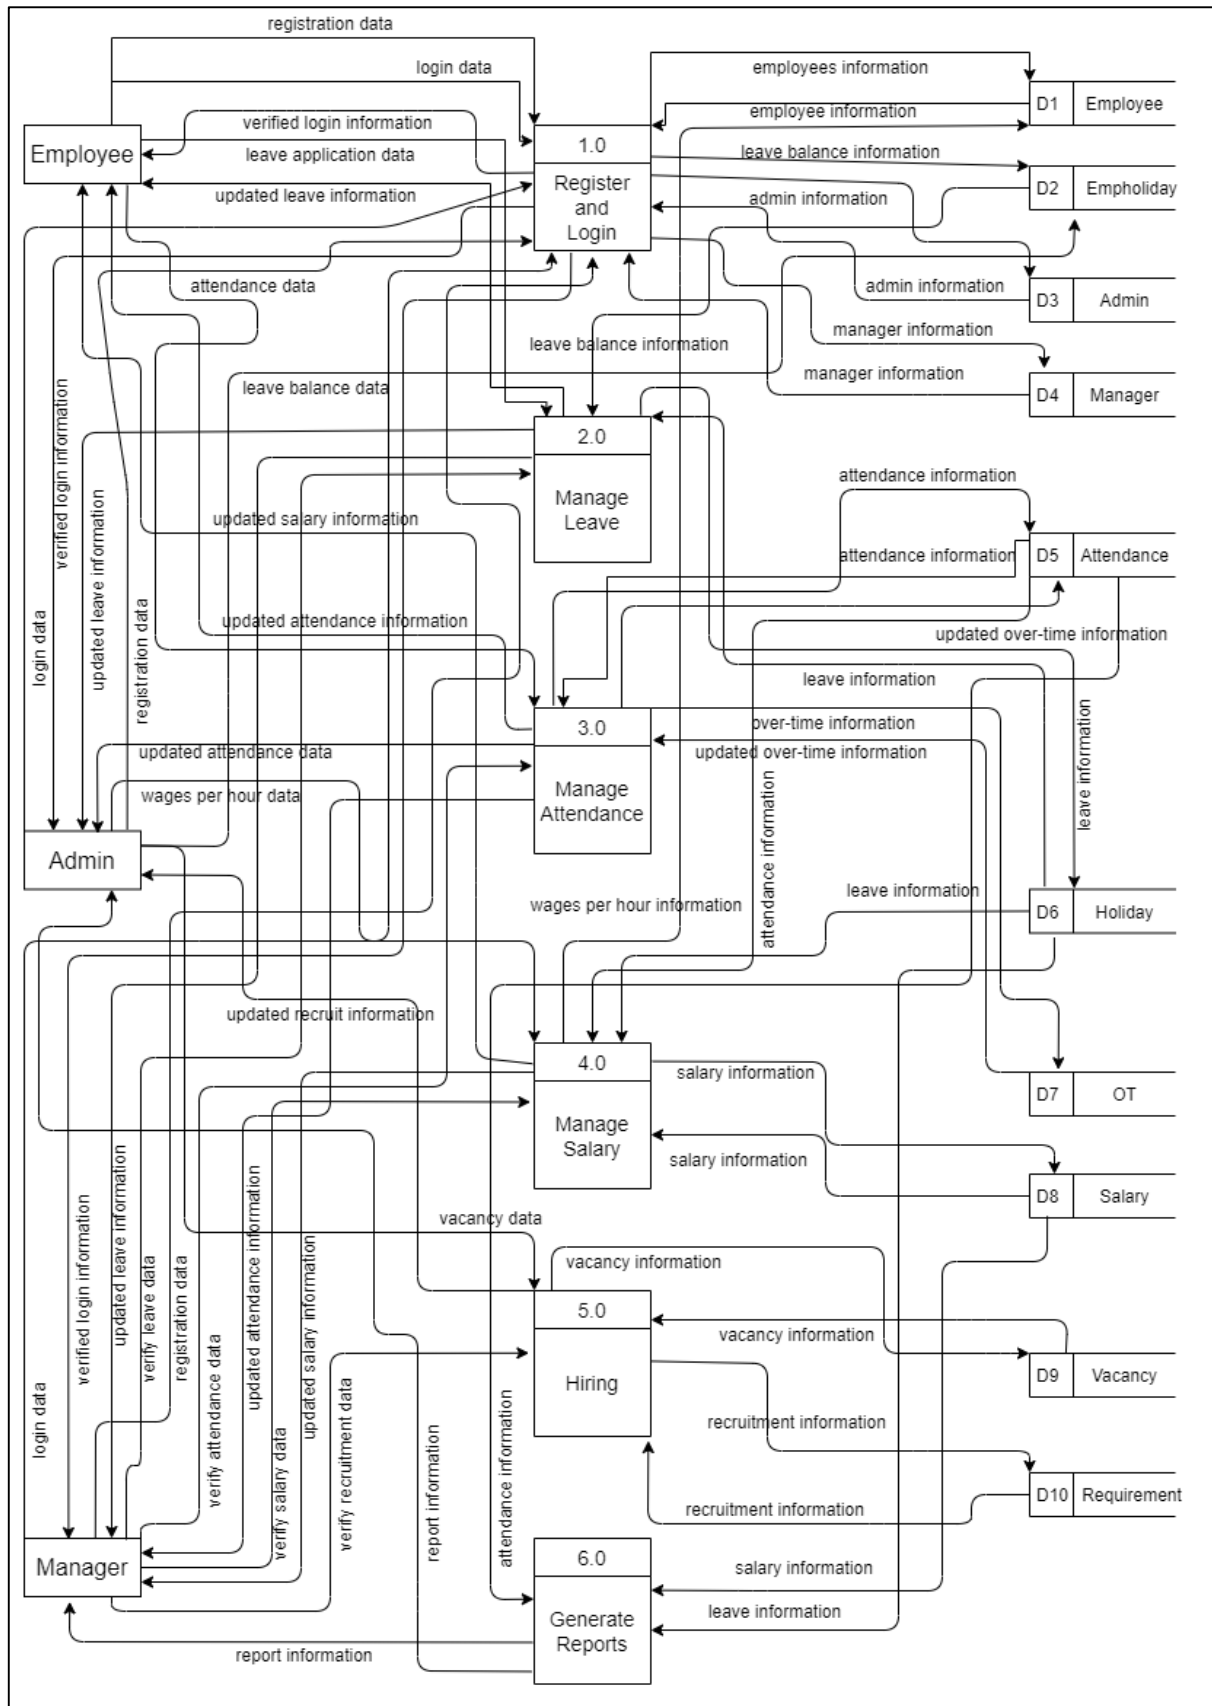 registration data
login data
employees information
D1 Employee
employee information
verified login information
Employee
1.0
leave application data
leave balance information
updated leave information
Register
and
Login
admin information
D2 Empholiday
attendance data
admin information
D3 Admin
manager information
leave balance information
manager information
leave balance data
D4 Manager
2.0
Manage
Leave
attendance information
updated salary information
verified login information
updated leave information
attendance information
D5 Attendance
login data
registration data
updated attendance information
updated over-time information
leave information
3.0
over-time information
updated attendance data
updated over-time information
wages per hour data
Manage
Attendance
leave information
attendance information
Admin
leave information
wages per hour information
D6 Holiday
updated recruit information
4.0
salary information
D7 OT
Manage
Salary
salary information
D8 Salary
vacancy data
vacancy information
5.0
vacancy information
Hiring
D9 Vacancy
login data
verified login information
updated leave information
verify leave data
registration data
verify attendance data
updated attendance information
verify salary data
updated salary information
verify recruitment data
report information
attendance information
recruitment information
D10 Requirement
recruitment information
Manager
6.0
salary information
Generate
Reports
leave information
report information